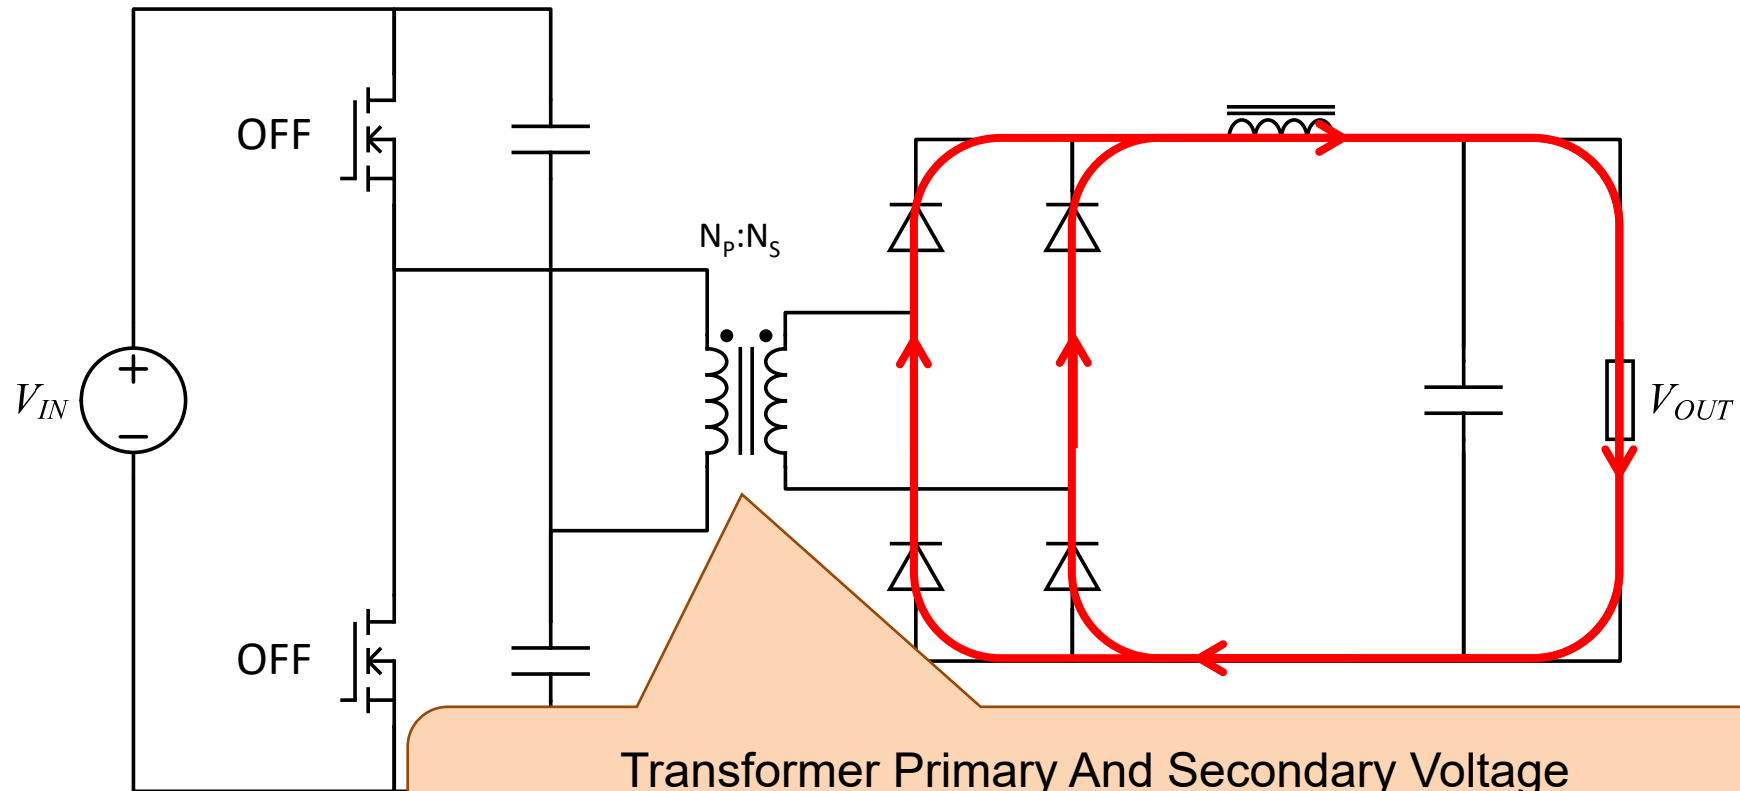 OFF
N_P:N_S
+
−
V_IN
V_OUT
OFF
Transformer Primary And Secondary Voltage